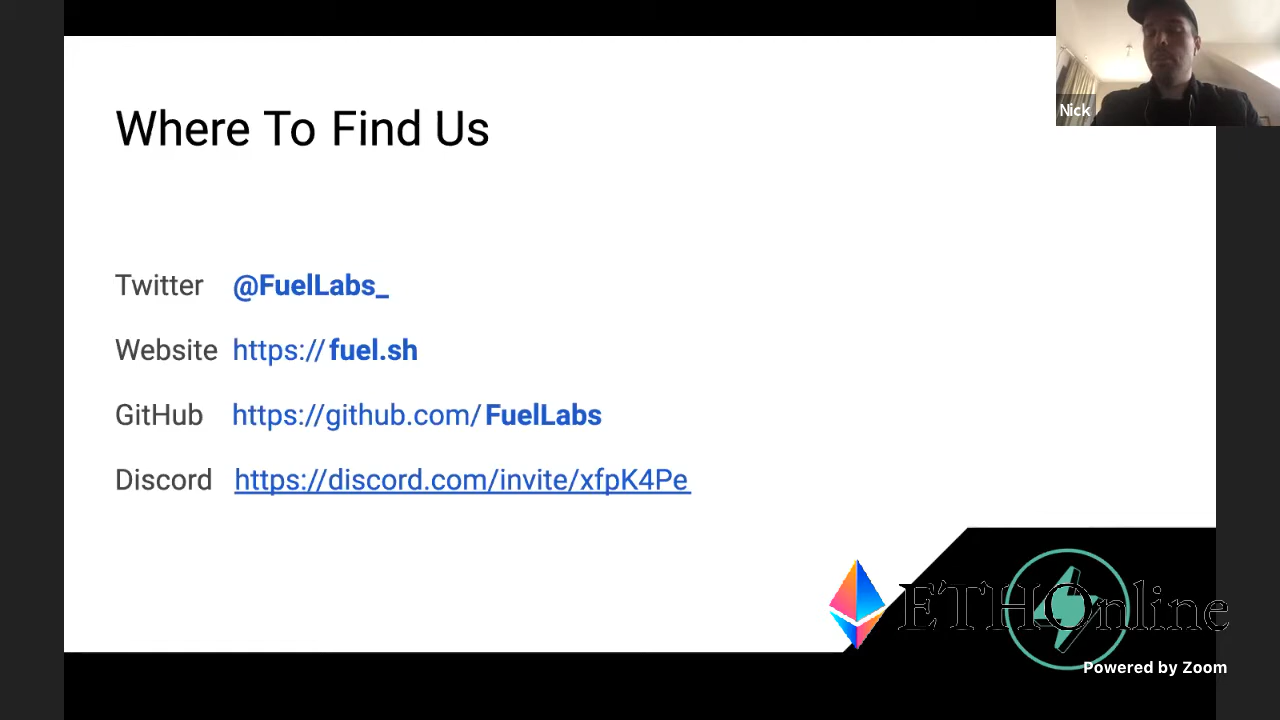 Where To Find Us
Nick
Twitter @FuelLabs_
Website https://fuel.sh
GitHub https://github.com/FuelLabs
Discord https://discord.com/invite/xfpK4Pe
ETHOnline
Powered by Zoom